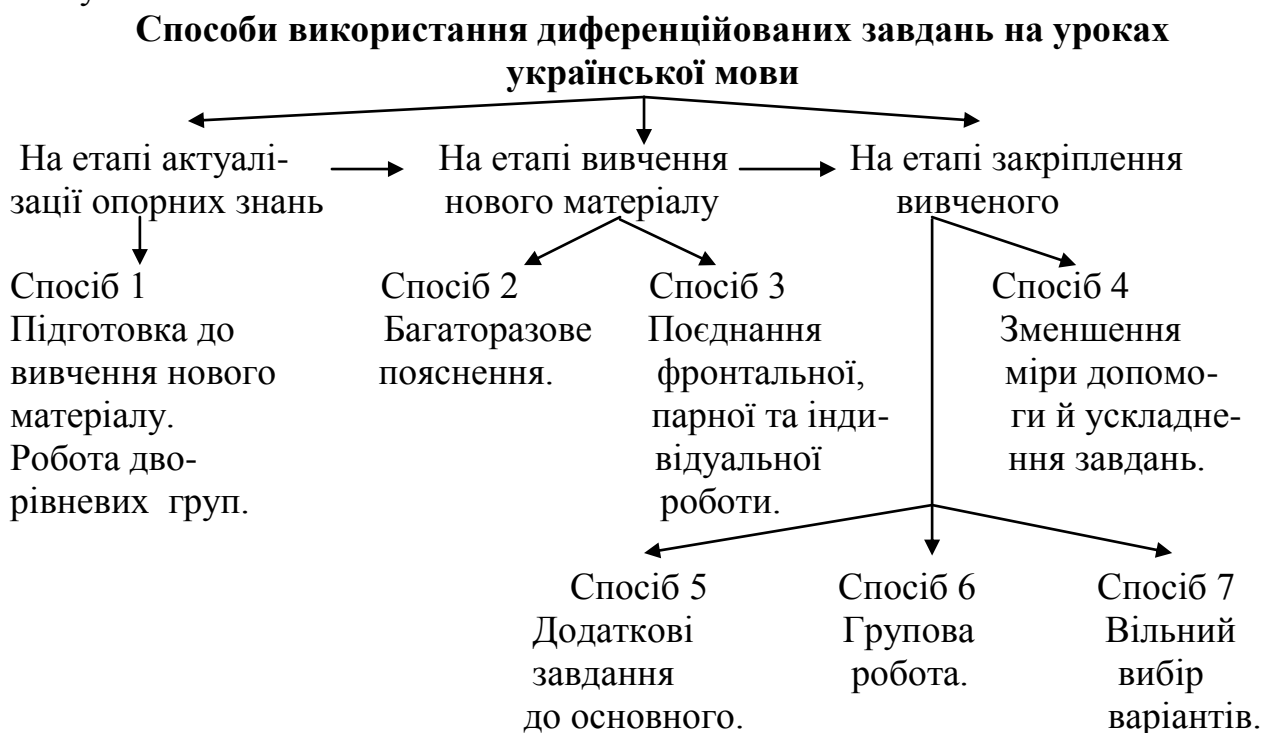 Способи використання диференційованих завдань на уроках
української мови
На етапі актуалі-
зації опорних знань
На етапі вивчення
нового матеріалу
На етапі закріплення
вивченого
Спосіб 1
Підготовка до
вивчення нового
матеріалу.
Робота дво-
рівневих груп.
Спосіб 2
Багаторазове
пояснення.
Спосіб 3
Поєднання
фронтальної,
парної та інди-
відуальної
роботи.
Спосіб 4
Зменшення
міри допомо-
ги й ускладне-
ння завдань.
Спосіб 5
Додаткові
завдання
до основного.
Спосіб 6
Групова
робота.
Спосіб 7
Вільний
вибір
варіантів.